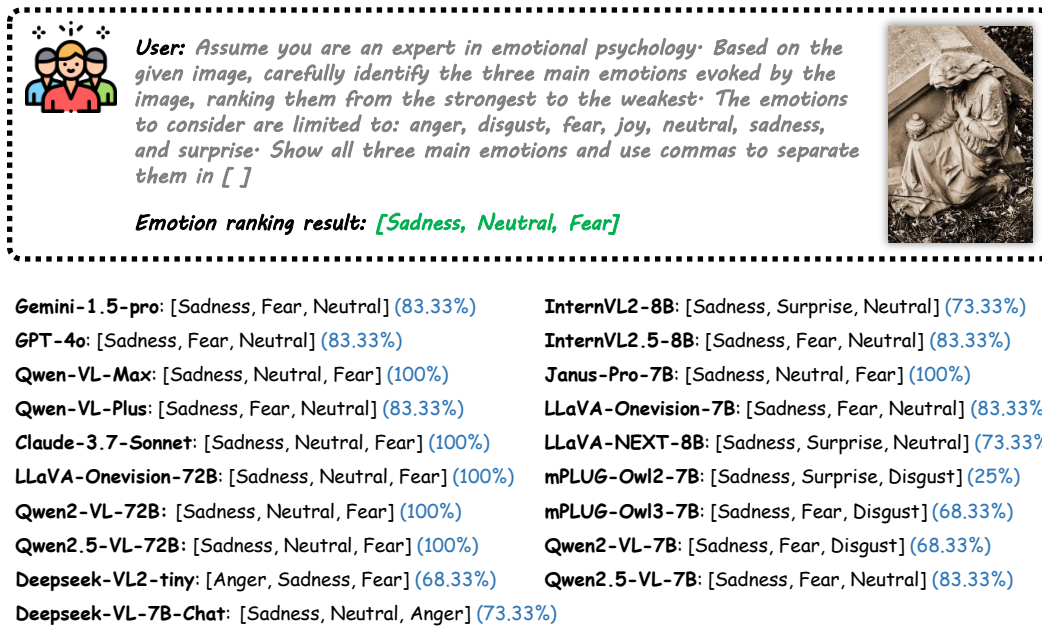 User: Assume you are an expert in emotional psychology· Based on the
given image, carefully identify the three main emotions evoked by the
image, ranking them from the strongest to the weakest· The emotions
to consider are limited to: anger, disgust, fear, joy, neutral, sadness,
and surprise· Show all three main emotions and use commas to separate
them in [ ]
Emotion ranking result: [Sadness, Neutral, Fear]
Gemini-1.5-pro: [Sadness, Fear, Neutral] (83.33%)
GPT-4o: [Sadness, Fear, Neutral] (83.33%)
Qwen-VL-Max: [Sadness, Neutral, Fear] (100%)
Qwen-VL-Plus: [Sadness, Fear, Neutral] (83.33%)
Claude-3.7-Sonnet: [Sadness, Neutral, Fear] (100%)
LLaVA-Onevision-72B: [Sadness, Neutral, Fear] (100%)
Qwen2-VL-72B: [Sadness, Neutral, Fear] (100%)
Qwen2.5-VL-72B: [Sadness, Neutral, Fear] (100%)
Deepseek-VL2-tiny: [Anger, Sadness, Fear] (68.33%)
Deepseek-VL-7B-Chat: [Sadness, Neutral, Anger] (73.33%)
InternVL2-8B: [Sadness, Surprise, Neutral] (73.33%)
InternVL2.5-8B: [Sadness, Fear, Neutral] (83.33%)
Janus-Pro-7B: [Sadness, Neutral, Fear] (100%)
LLaVA-Onevision-7B: [Sadness, Fear, Neutral] (83.33%
LLaVA-NEXT-8B: [Sadness, Surprise, Neutral] (73.33%
mPLUG-Owl2-7B: [Sadness, Surprise, Disgust] (25%)
mPLUG-Owl3-7B: [Sadness, Fear, Disgust] (68.33%)
Qwen2-VL-7B: [Sadness, Fear, Disgust] (68.33%)
Qwen2.5-VL-7B: [Sadness, Fear, Neutral] (83.33%)